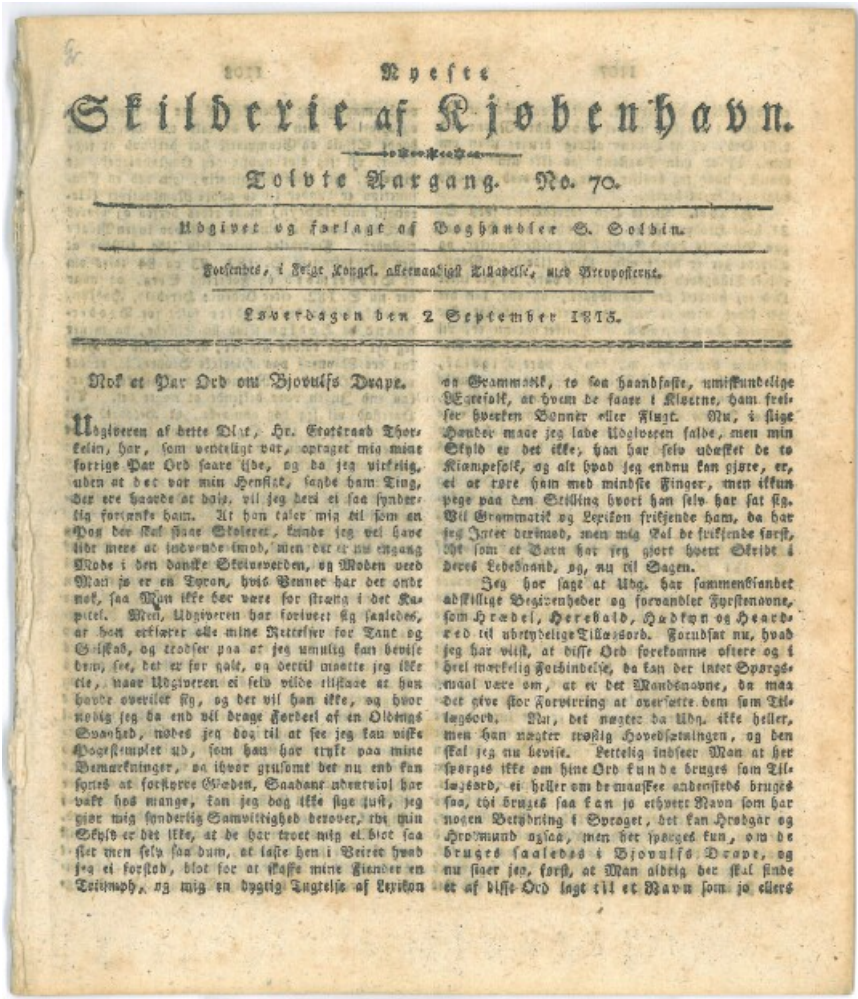 Nyeste
Skilderie af Kjøbenhavn.
Tolvte Aargang. No. 70.
Udgivet og forlagt af Boghandler S. Soldin.
Forsendes, i Følge Kongel. allernaadigst Tilladelse, med Brevposterne.
Løverdagen den 2 September 1815.
Nok et Par Ord om Bjovulfs Drape.
Udgiveren af dette Digt, Hr. Etatsraad Thor-
kelin, har, som venteligt var, optaget mig mine
forrige Par Ord saare ilde, og da jeg virkelig,
uden at det var min Hensigt, sagde ham Ting,
der ere haarde at døie, vil jeg deri ei saa synder-
lig fortænke ham. At han taler mig til som en
Pog der skal stane Skoleret, kunde jeg vel have
lidt mere at indvende imod, men det er nu engang
Mode i den danske Skriveverden, og Moden veed
Man jo er en Tyran, hvis Venner har det ondt
nok, saa Man ikke bør være for stræng i det Ka-
pitel. Men, Udgiveren har forivret sig saaledes,
at han erklærer alle mine Rettelser for Tant og
Gilskab, og trodser paa at jeg umulig kan bevise
dem, see, det er for galt, og dertil maatte jeg ikke
tie, naar Udgiveren ei selv vilde tilstaae at han
havde overilet sig, og det vil han ikke, og hvor
nødig jeg da end vil drage Fordeel af en Oldings
Svaghed, nødes jeg dog til at see jeg kan viske
Logestemplet ud, som han har trykt paa mine
Bemærkninger, og ihvor grusomt det nu end kan
synes at forstyrre Glæden, Saadant udentvivl har
vakt hos mange, kan jeg dog ikke sige just, jeg
gjør mig synderlig Samvittighed derover, thi min
Skyld er det ikke, at de har troet mig ei blot saa
slet men selv saa dum, at laste hen i Veiret hvad
jeg ei forstod, blot for at skaffe mine Fiender en
Triumph, og mig en dygtig Tugtelse af Lexikon
og Grammatik, to saa haandfaste, umiskundelige
Ægtefolk, at hvem de faaer i Kløerne, ham frel-
ser hverken Bønner eller Flugt. Nu, i slige
Hænder maae jeg lade Udgiveren falde, men min
Skyld er det ikke; han har selv udæsket de to
Kjæmpefolk, og alt hvad jeg endnu kan gjøre, er,
ei at røre ham med mindste Finger, men ikkun
pege paa den Stilling hvori han selv har sat sig.
Vil Grammatik og Lexikon frikjende ham, da har
jeg Intet derimod, men mig skal de frikjende først,
thi som et Barn har jeg gjort hvert Skridt i
deres Ledebaand, og, nu til Sagen.
Jeg har sagt at Udg. har sammenblandet
adskillige Begivenheder og forvandlet Fyrstenavne,
som Hrædel, Herebald, Hædkyn og Heard-
red til ubetydelige Tillægsord. Forudsat nu, hvad
jeg har viist, at disse Ord forekomme oftere og i
heel mærkelig Forbindelse, da kan der intet Spørgs-
maal være om, at er det Mandsnavne, da maa
det give stor Forvirring at oversætte dem som Til-
lægsord. Nu, det nægter da Udg. ikke heller,
men han nægter trøstlig Hovedsætningen, og den
skal jeg nu bevise. Lettelig indseer Man at her
spørges ikke om hine Ord kunde bruges som Til-
lægsord, ei heller om de maaskee andensteds bruges
saa, thi bruges saa kan jo ethvert Navn som har
nogen Betydning i Sproget, det kan Hrodgar og
Hrodmund ogsaa, men her spørges kun, om de
bruges saaledes i Bjovulfs Drape, og
nu siger jeg, først, at Man aldrig der skal finde
et af disse Ord lagt til et Navn som jo ellers